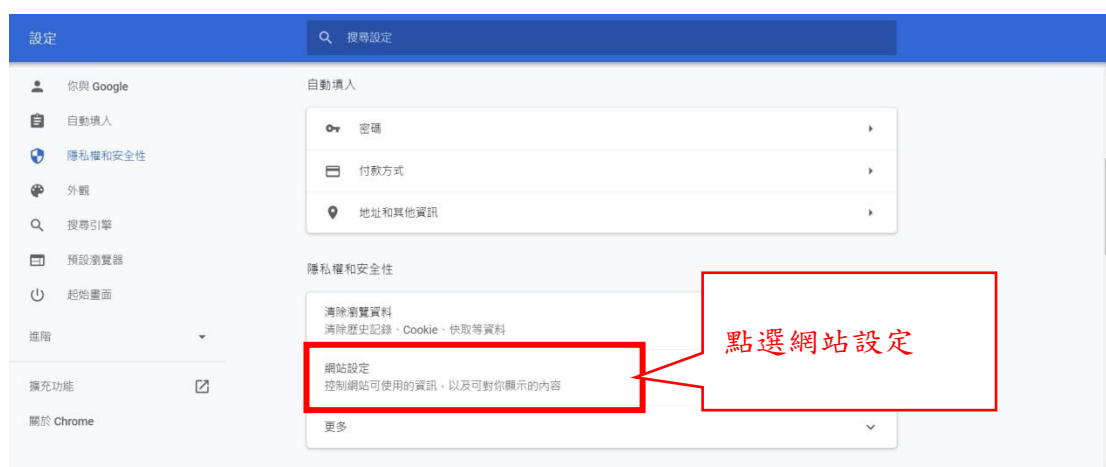 設定
搜尋設定
你與 Google
自動填入
隱私權和安全性
外觀
搜尋引擎
預設瀏覽器
起始畫面
進階
擴充功能
關於 Chrome
自動填入
密碼
付款方式
地址和其他資訊
隱私權和安全性
清除瀏覽資料
清除歷史記錄、Cookie、快取等資料
網站設定
控制網站可使用的資訊，以及可對你顯示的內容
更多
點選網站設定